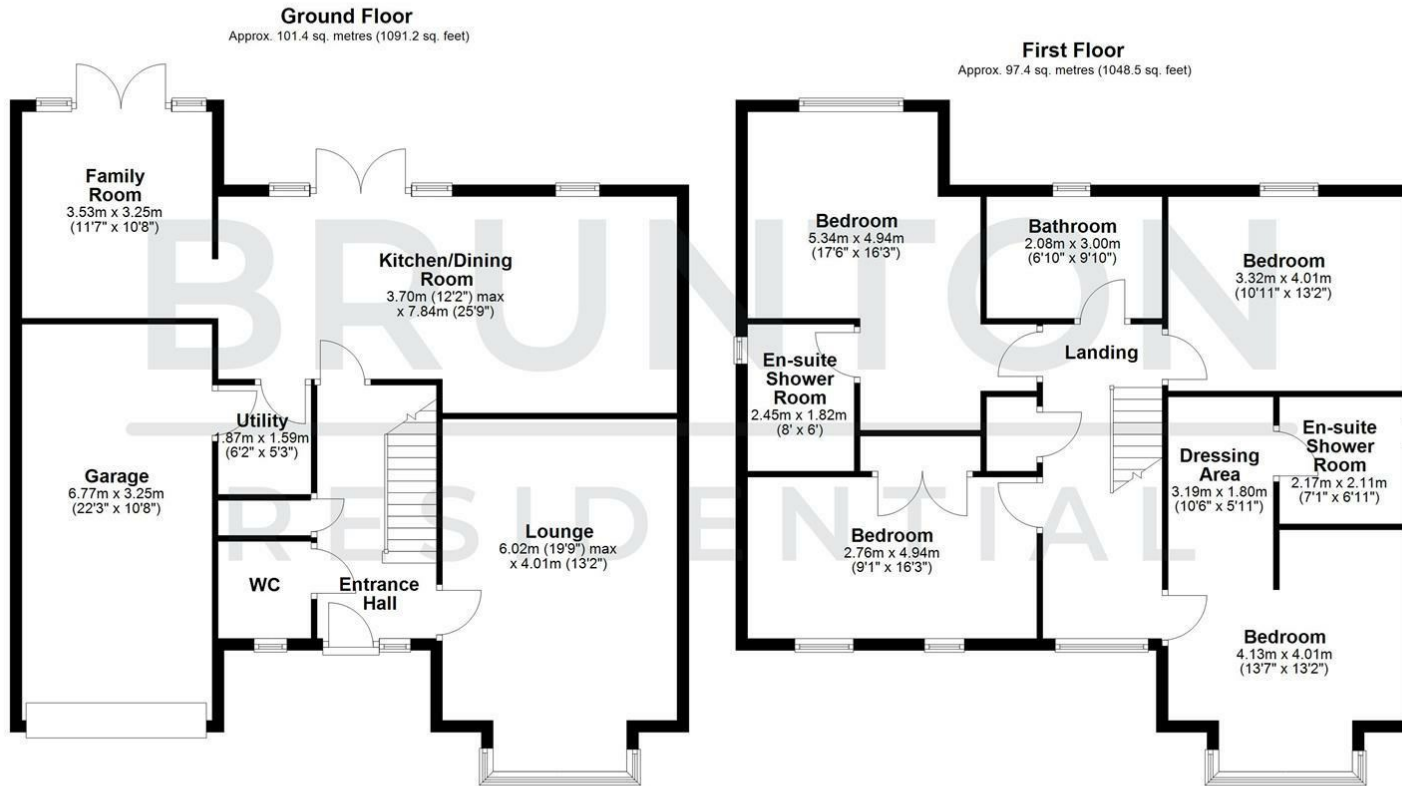 Ground Floor
Approx. 101.4 sq. metres (1091.2 sq. feet)
Family
Room
3.53m x 3.25m
(11'7" x 10'8")
Kitchen/Dining
Room
3.70m (12'2") max
x 7.84m (25'9")
Utility
.87m x 1.59m
(6'2" x 5'3")
Garage
6.77m x 3.25m
(22'3" x 10'8")
Lounge
6.02m (19'9") max
x 4.01m (13'2")
WC
Entrance
Hall
First Floor
Approx. 97.4 sq. metres (1048.5 sq. feet)
Bedroom
5.34m x 4.94m
(17'6" x 16'3")
Bathroom
2.08m x 3.00m
(6'10" x 9'10")
Bedroom
3.32m x 4.01m
(10'11" x 13'2")
Landing
En-suite
Shower
Room
2.45m x 1.82m
(8' x 6')
Dressing
Area
3.19m x 1.80m
(10'6" x 5'11")
En-suite
Shower
Room
2.17m x 2.11m
(7'1" x 6'11")
Bedroom
2.76m x 4.94m
(9'1" x 16'3")
Bedroom
4.13m x 4.01m
(13'7" x 13'2")
BRUNTON
RESIDENTIAL